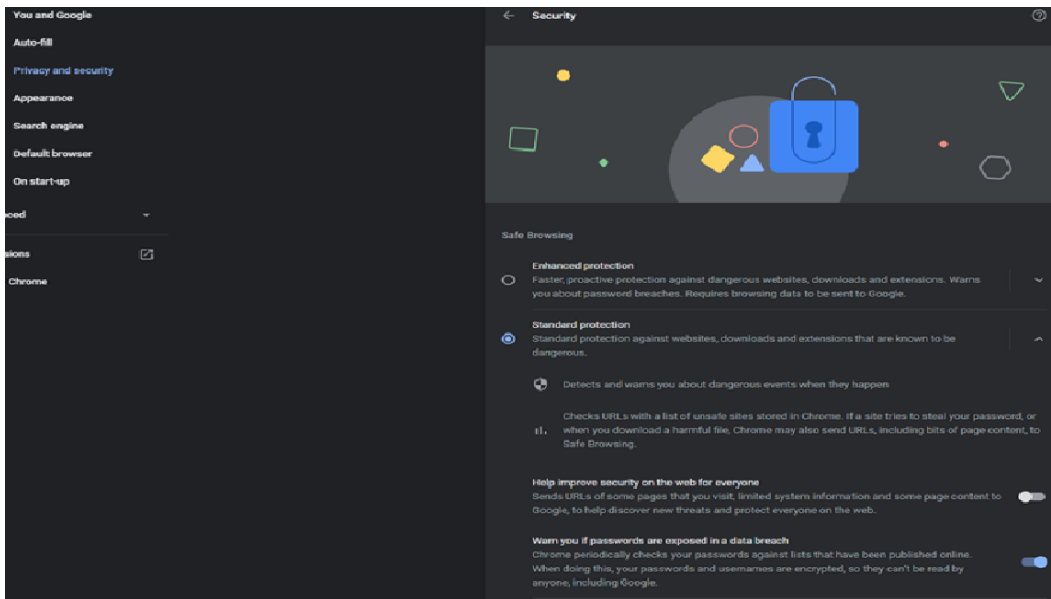 You and Google
Auto-fill
Privacy and security
Appearance
Search engine
Default browser
On start-up
nced
sions
Chrome
Security
Safe Browsing
Enhanced protection
Faster, proactive protection against dangerous websites, downloads and extensions. Warns
you about password breaches. Requires browsing data to be sent to Google.
Standard protection
Standard protection against websites, downloads and extensions that are known to be
dangerous.
Detects and warns you about dangerous events when they happen
Checks URLs with a list of unsafe sites stored in Chrome. If a site tries to steal your password, or
when you download a harmful file, Chrome may also send URLs, including bits of page content, to
Safe Browsing.
Help improve security on the web for everyone
Sends URLs of some pages that you visit, limited system information and some page content to
Google, to help discover new threats and protect everyone on the web.
Warn you if passwords are exposed in a data breach
Chrome periodically checks your passwords against lists that have been published online.
When doing this, your passwords and usernames are encrypted, so they can't be read by
anyone, including Google.